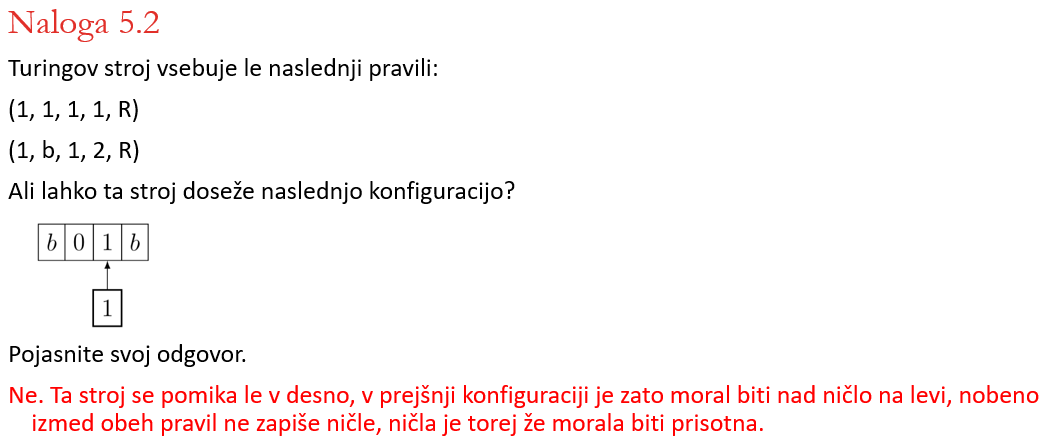 Naloga 5.2
Turingov stroj vsebuje le naslednji pravili:
(1, 1, 1, 1, R)
(1, b, 1, 2, R)
Ali lahko ta stroj doseže naslednjo konfiguracijo?
b 0 1 b
1
Pojasnite svoj odgovor.
Ne. Ta stroj se pomika le v desno, v prejšnji konfiguraciji je zato moral biti nad ničlo na levi, nobeno
izmed obeh pravil ne zapiše ničle, ničla je torej že morala biti prisotna.